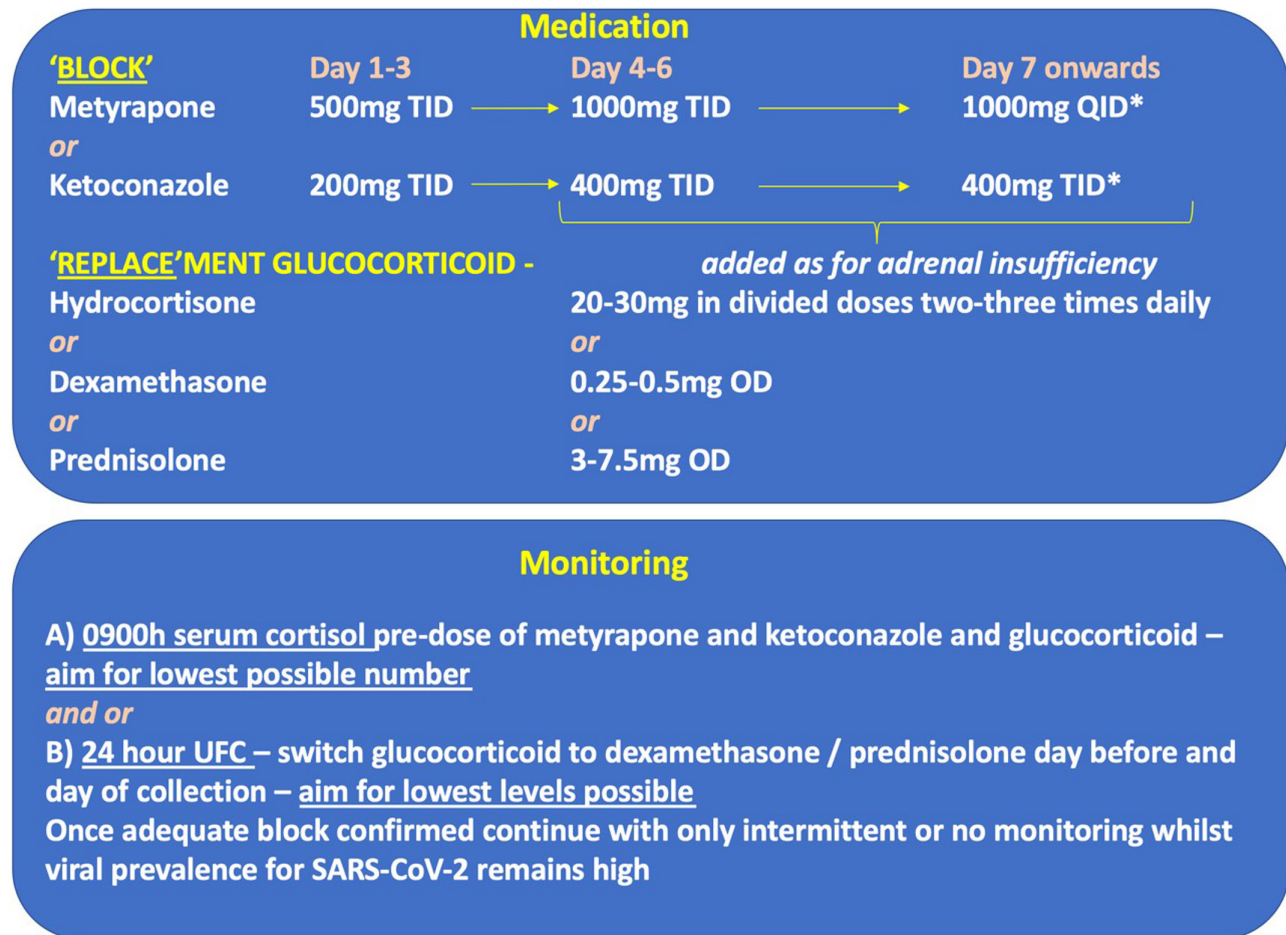 Medication
‘BLOCK’ Day 1-3 Day 4-6 Day 7 onwards
Metyrapone 500mg TID 1000mg TID 1000mg QID*
or
Ketoconazole 200mg TID 400mg TID 400mg TID*
‘REPLACE’MENT GLUCOCORTICOID - added as for adrenal insufficiency
Hydrocortisone 20-30mg in divided doses two-three times daily
or or
Dexamethasone 0.25-0.5mg OD
or or
Prednisolone 3-7.5mg OD
Monitoring
A) 0900h serum cortisol pre-dose of metyrapone and ketoconazole and glucocorticoid –
aim for lowest possible number
and or
B) 24 hour UFC – switch glucocorticoid to dexamethasone / prednisolone day before and
day of collection – aim for lowest levels possible
Once adequate block confirmed continue with only intermittent or no monitoring whilst
viral prevalence for SARS-CoV-2 remains high